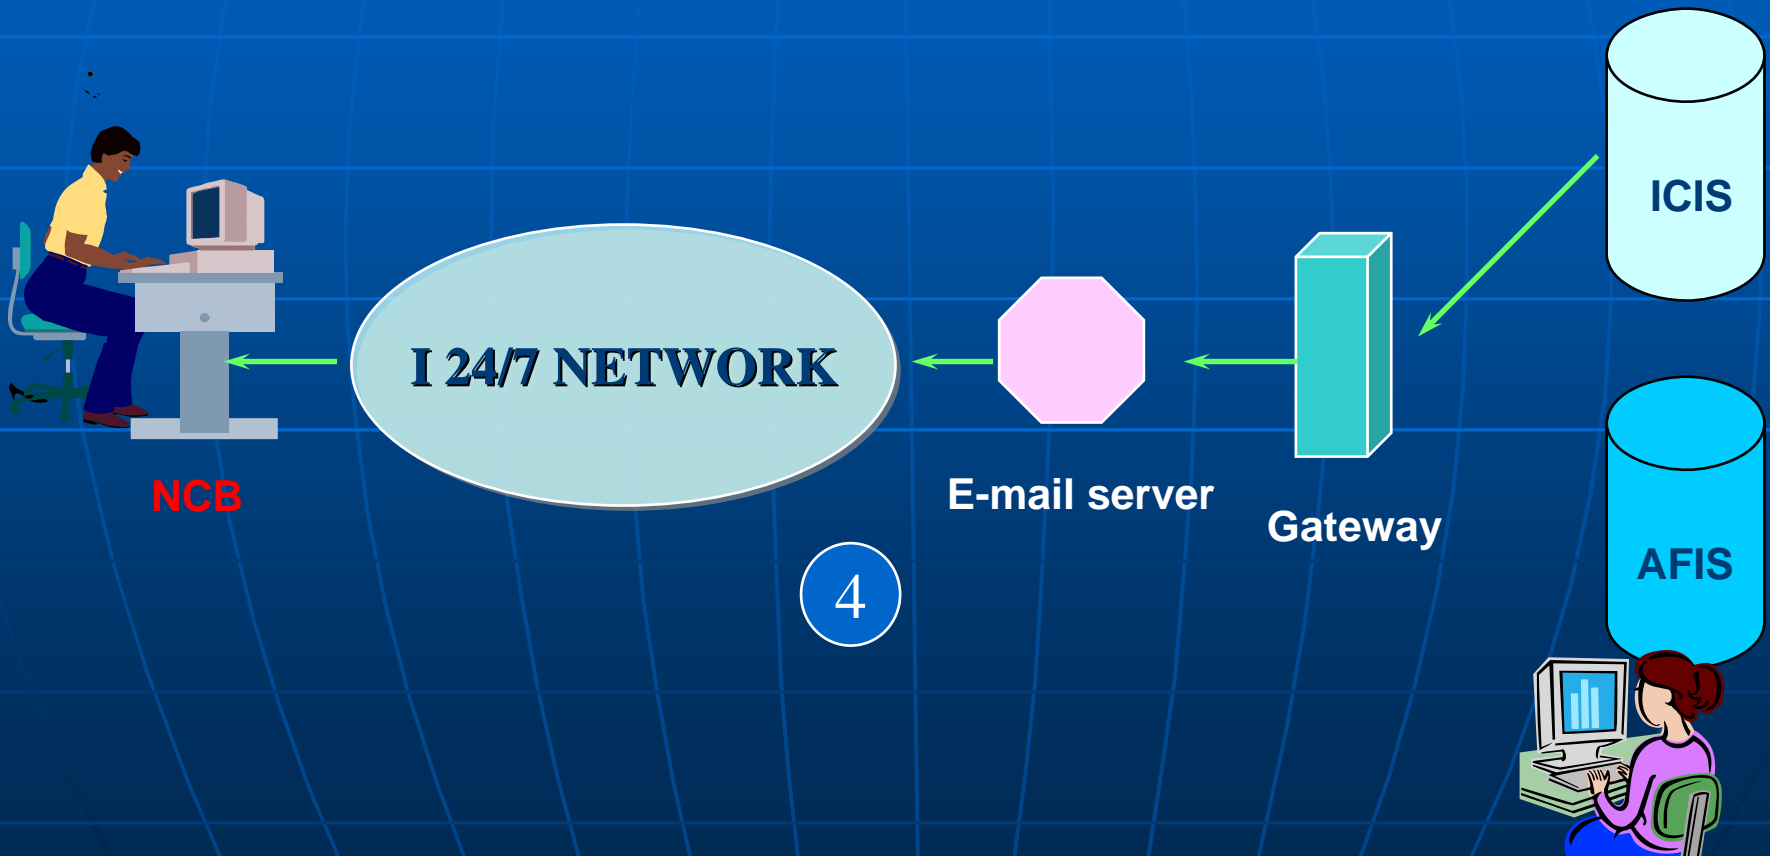 ICIS
I 24/7 NETWORK
NCB
E-mail server
Gateway
AFIS
4